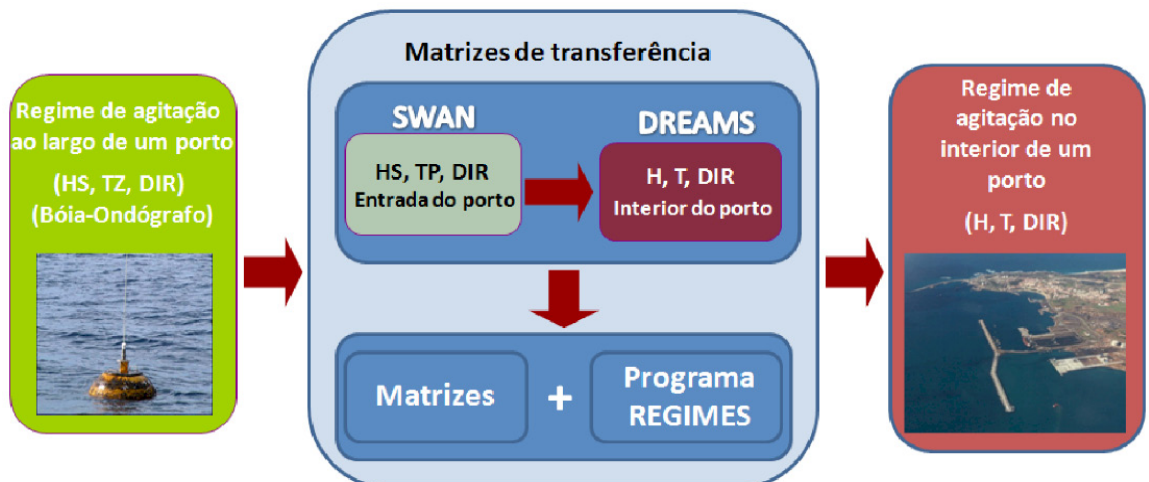 Regime de agitação
ao largo de um porto
(HS, TZ, DIR)
(Bóia-Ondógrafo)
Matrizes de transferência
SWAN
HS, TP, DIR
Entrada do porto
DREAMS
H, T, DIR
Interior do porto
Matrizes
+
Programa
REGIMES
Regime de
agitação no
interior de um
porto
(H, T, DIR)